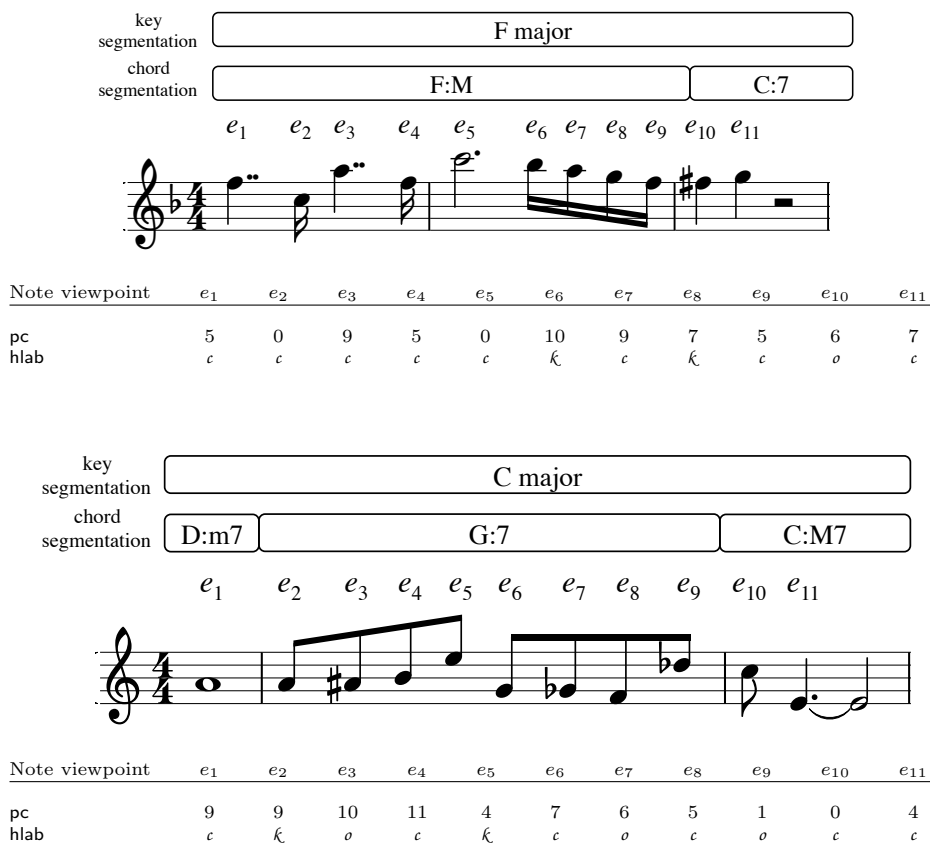 key
segmentation
F major
chord
segmentation
F:M C:7
e1 e2 e3 e4 e5 e6 e7 e8 e9 e10 e11
4
4
Note viewpoint e1 e2 e3 e4 e5 e6 e7 e8 e9 e10 e11
pc 5 0 9 5 0 10 9 7 5 6 7
hlab c c c c c k c k c o c
key
segmentation
C major
chord
segmentation
D:m7 G:7 C:M7
e1 e2 e3 e4 e5 e6 e7 e8 e9 e10 e11
4
4
Note viewpoint e1 e2 e3 e4 e5 e6 e7 e8 e9 e10 e11
pc 9 9 10 11 4 7 6 5 1 0 4
hlab c k o c k c o c o c c